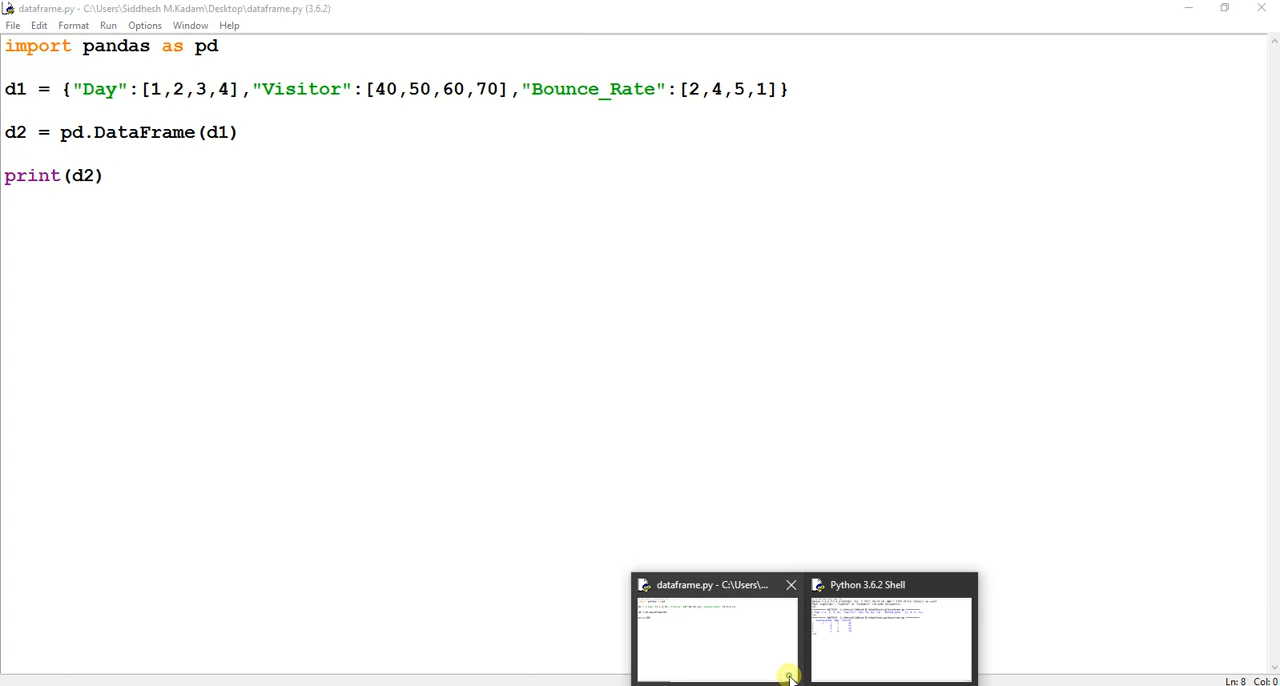 dataframe.py - C:\Users\Siddhesh M.Kadam\Desktop\dataframe.py (3.6.2)
File Edit Format Run Options Window Help
import pandas as pd
d1 = {"Day":[1,2,3,4],"Visitor":[40,50,60,70],"Bounce_Rate":[2,4,5,1]}
d2 = pd.DataFrame(d1)
print(d2)
dataframe.py - C:\Users\...
Python 3.6.2 Shell
Ln: 8 Col: 0